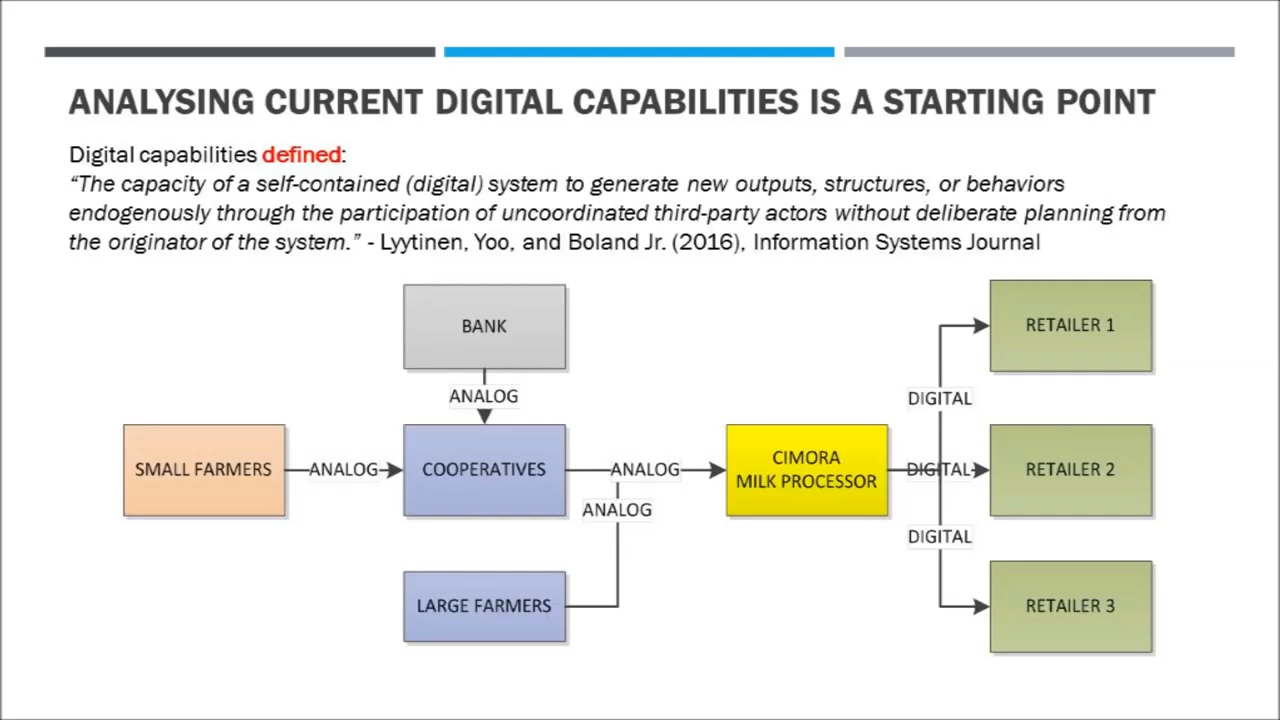 ANALYSING CURRENT DIGITAL CAPABILITIES IS A STARTING POINT
Digital capabilities defined:
“The capacity of a self-contained (digital) system to generate new outputs, structures, or behaviors
endogenously through the participation of uncoordinated third-party actors without deliberate planning from
the originator of the system.” - Lyytinen, Yoo, and Boland Jr. (2016), Information Systems Journal
BANK
RETAILER 1
ANALOG
DIGITAL
SMALL FARMERS
ANALOG
COOPERATIVES
ANALOG
CIMORA
MILK PROCESSOR
DIGITAL
RETAILER 2
ANALOG
DIGITAL
LARGE FARMERS
RETAILER 3